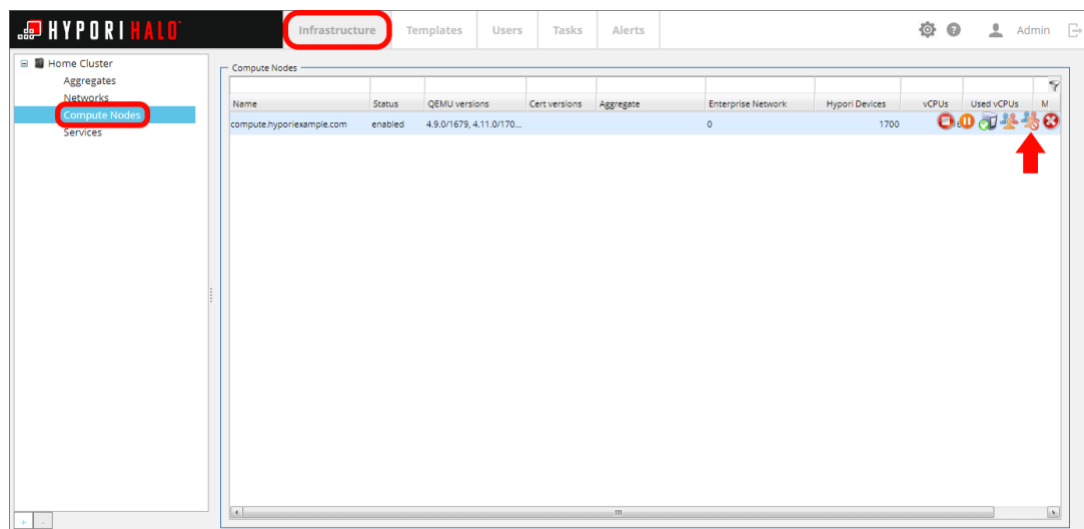 HYPORI HALO
Infrastructure Templates Users Tasks Alerts Admin
Home Cluster
Aggregates
Networks
Compute Nodes
Services
Compute Nodes
Name Status QEMU versions Cert versions Aggregate Enterprise Network Hypori Devices vCPUs Used vCPUs M
compute.hyporiexample.com enabled 4.9.0/1679, 4.11.0/170... 0 1700